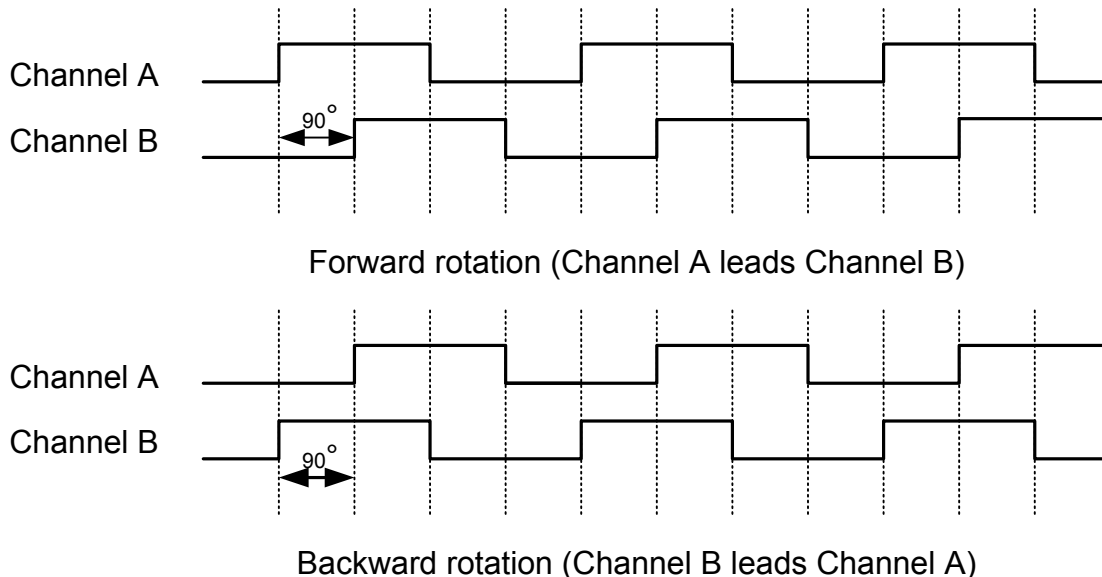 Channel A
90°
Channel B
Forward rotation (Channel A leads Channel B)
Channel A
Channel B
90°
Backward rotation (Channel B leads Channel A)